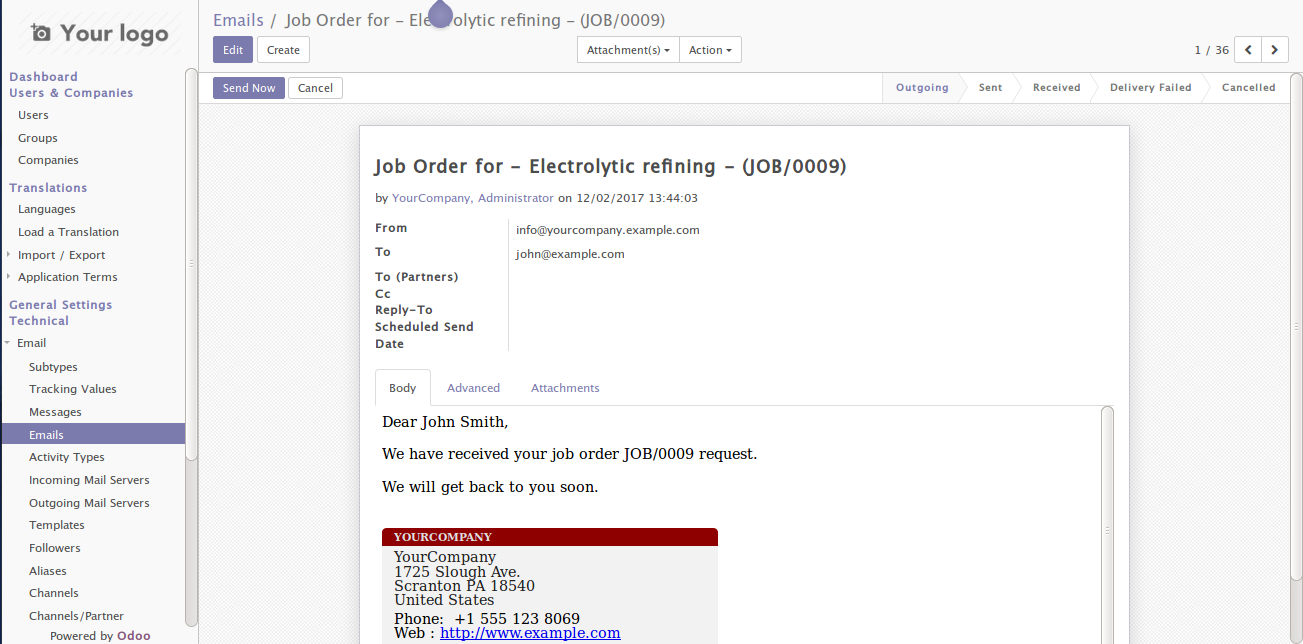 Your logo
Dashboard
Users & Companies
Users
Groups
Companies
Translations
Languages
Load a Translation
Import / Export
Application Terms
General Settings
Technical
Email
Subtypes
Tracking Values
Messages
Emails
Activity Types
Incoming Mail Servers
Outgoing Mail Servers
Templates
Followers
Aliases
Channels
Channels/Partner
Powered by Odoo
Emails / Job Order for – Electrolytic refining – (JOB/0009)
Edit Create Attachment(s) Action 1 / 36
Send Now Cancel Outgoing Sent Received Delivery Failed Cancelled
Job Order for – Electrolytic refining – (JOB/0009)
by YourCompany, Administrator on 12/02/2017 13:44:03
From info@yourcompany.example.com
To john@example.com
To (Partners)
Cc
Reply-To
Scheduled Send
Date
Body Advanced Attachments
Dear John Smith,
We have received your job order JOB/0009 request.
We will get back to you soon.
YOURCOMPANY
YourCompany
1725 Slough Ave.
Scranton PA 18540
United States
Phone: +1 555 123 8069
Web : http://www.example.com